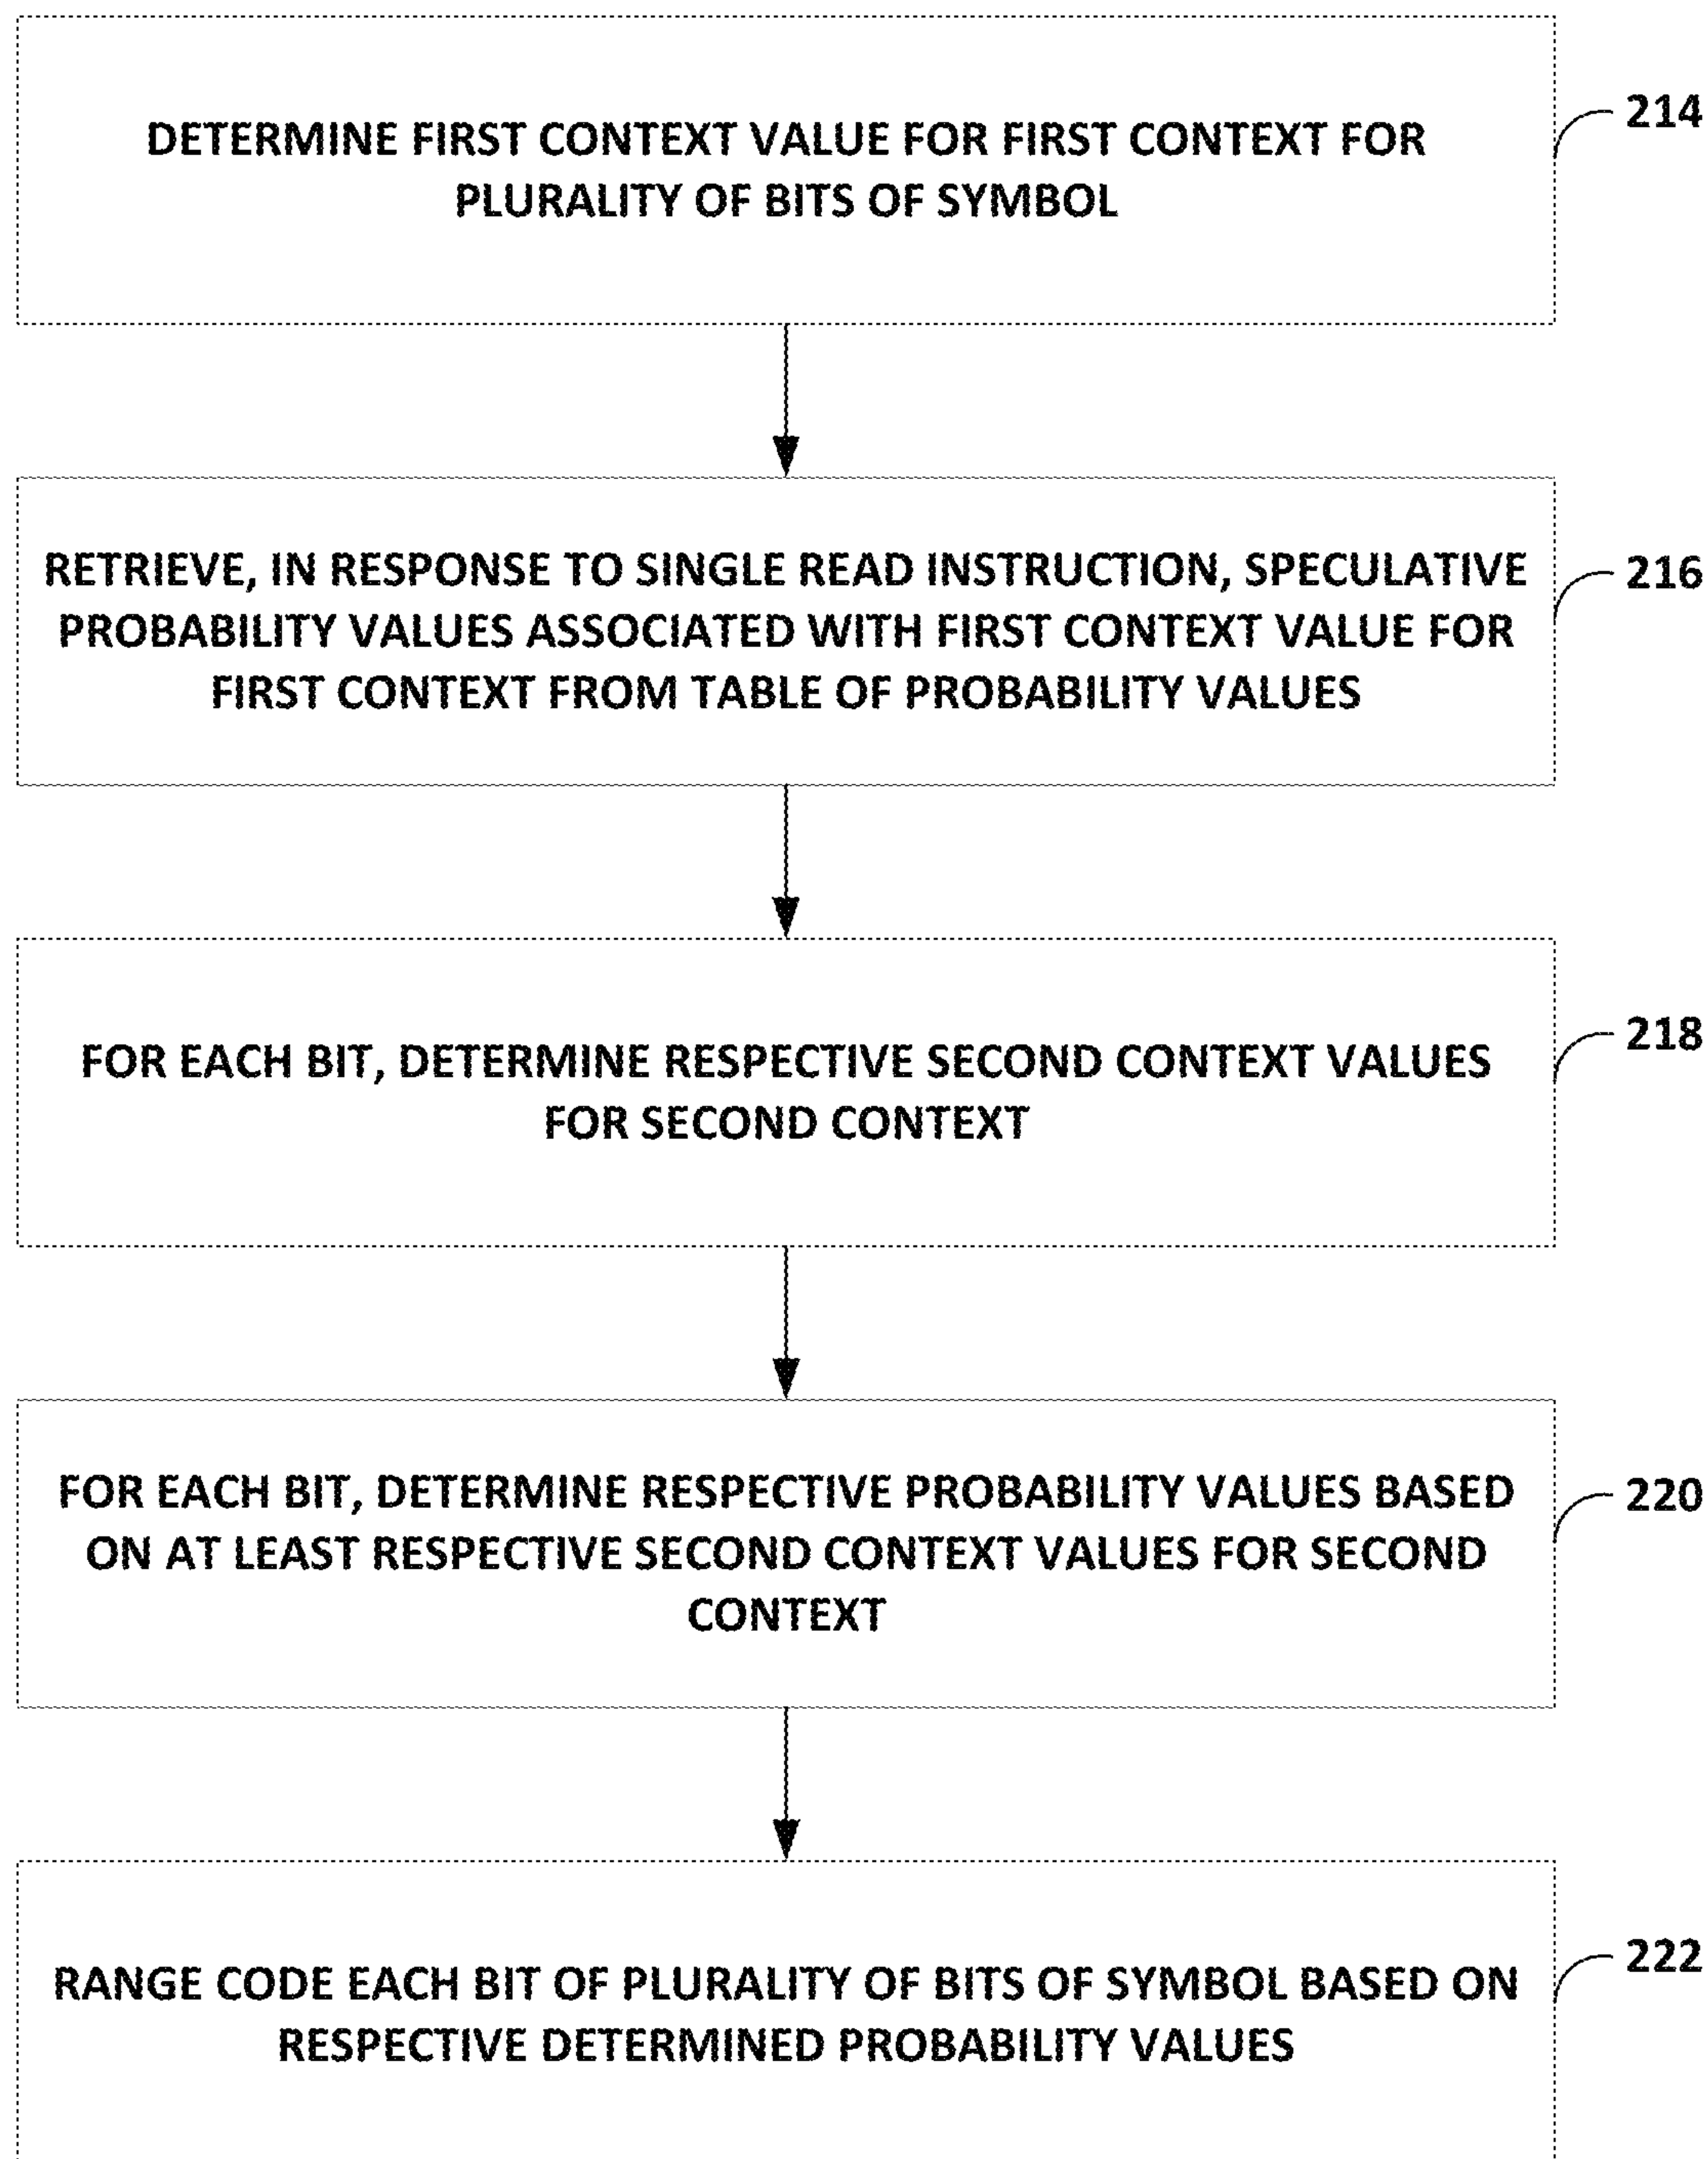 DETERMINE FIRST CONTEXT VALUE FOR FIRST CONTEXT FOR
PLURALITY OF BITS OF SYMBOL
214
RETRIEVE, IN RESPONSE TO SINGLE READ INSTRUCTION, SPECULATIVE
PROBABILITY VALUES ASSOCIATED WITH FIRST CONTEXT VALUE FOR
FIRST CONTEXT FROM TABLE OF PROBABILITY VALUES
216
FOR EACH BIT, DETERMINE RESPECTIVE SECOND CONTEXT VALUES
FOR SECOND CONTEXT
218
FOR EACH BIT, DETERMINE RESPECTIVE PROBABILITY VALUES BASED
ON AT LEAST RESPECTIVE SECOND CONTEXT VALUES FOR SECOND
CONTEXT
220
RANGE CODE EACH BIT OF PLURALITY OF BITS OF SYMBOL BASED ON
RESPECTIVE DETERMINED PROBABILITY VALUES
222